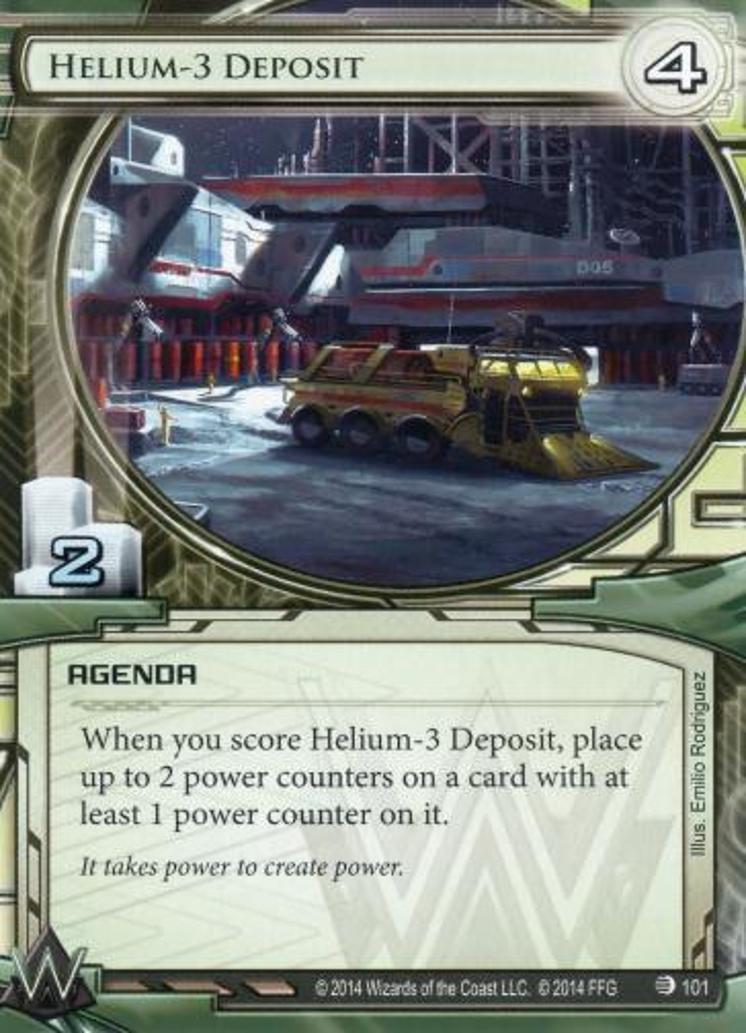 Helium-3 Deposit
4
D05
2
AGENDA
When you score Helium-3 Deposit, place
up to 2 power counters on a card with at
least 1 power counter on it.
It takes power to create power.
Illus. Emilio Rodriguez
© 2014 Wizards of the Coast LLC. © 2014 FFG
101